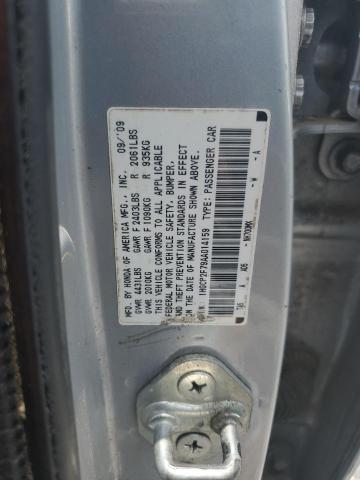 MFD. BY HONDA OF AMERICA MFG., INC. 09/'09
GVWR 4431LBS GAWR F 2403LBS R 2061LBS
GVWR 2010KG GAWR F 1090KG R 935KG
THIS VEHICLE CONFORMS TO ALL APPLICABLE
FEDERAL MOTOR VEHICLE SAFETY, BUMPER,
AND THEFT PREVENTION STANDARDS IN EFFECT
ON THE DATE OF MANUFACTURE SHOWN ABOVE.
V.I.N.: 1HGCP2F79AA014159 TYPE: PASSENGER CAR
A - W - A